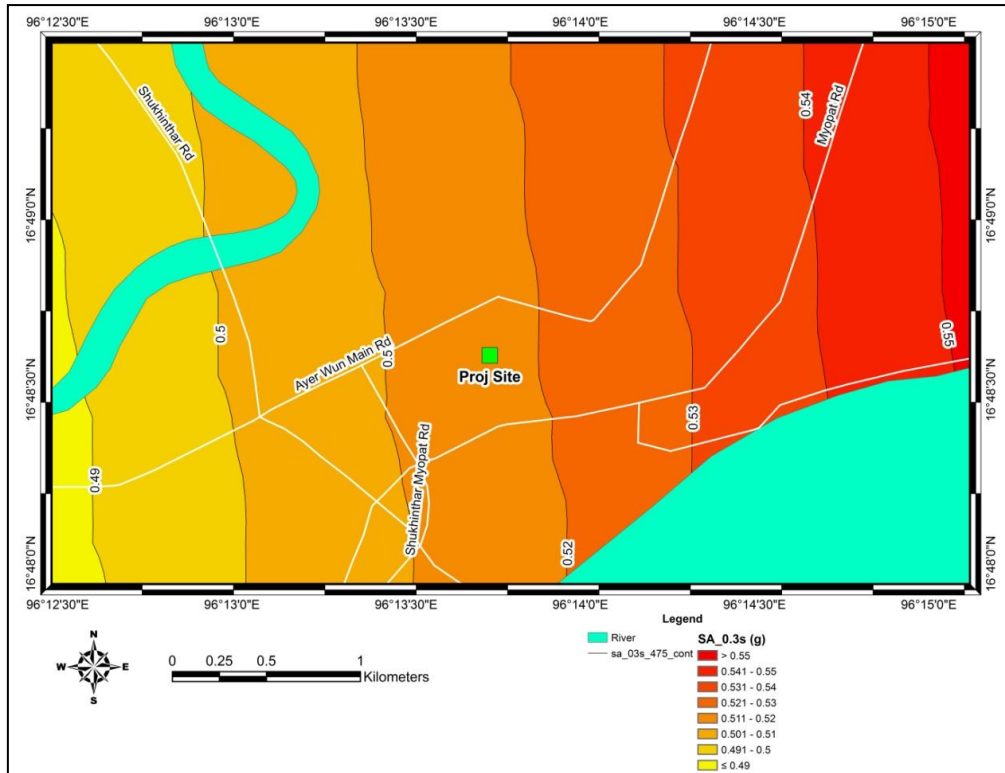 96°12'30"E 96°13'0"E 96°13'30"E 96°14'0"E 96°14'30"E 96°15'0"E
Shukhinthar Rd
0.54
Myopat Rd
16°49'0"N 16°49'0"N
0.5
Ayer Wun Main Rd
0.5
0.55
Proj Site
16°48'30"N 16°48'30"N
0.53
0.49
Shukhinthar Myopat Rd
0.52
16°48'0"N 16°48'0"N
96°12'30"E 96°13'0"E 96°13'30"E 96°14'0"E 96°14'30"E 96°15'0"E
N
W E
S
0 0.25 0.5 1
Kilometers
Legend
River
sa_03s_475_cont
SA_0.3s (g)
> 0.55
0.541 - 0.55
0.531 - 0.54
0.521 - 0.53
0.511 - 0.52
0.501 - 0.51
0.491 - 0.5
≤ 0.49